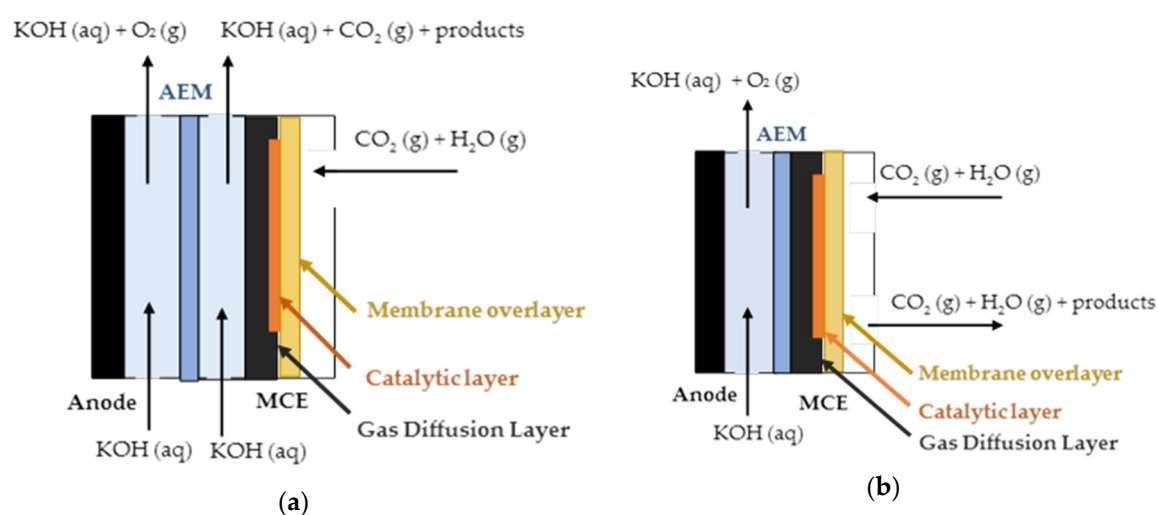 KOH (aq) + O₂ (g)
KOH (aq) + CO₂ (g) + products
AEM
CO₂ (g) + H₂O (g)
Membrane overlayer
Catalytic layer
Anode
MCE
Gas Diffusion Layer
KOH (aq)
KOH (aq)
(a)
KOH (aq) + O₂ (g)
AEM
CO₂ (g) + H₂O (g)
CO₂ (g) + H₂O (g) + products
Membrane overlayer
Anode
MCE
Catalytic layer
KOH (aq)
Gas Diffusion Layer
(b)